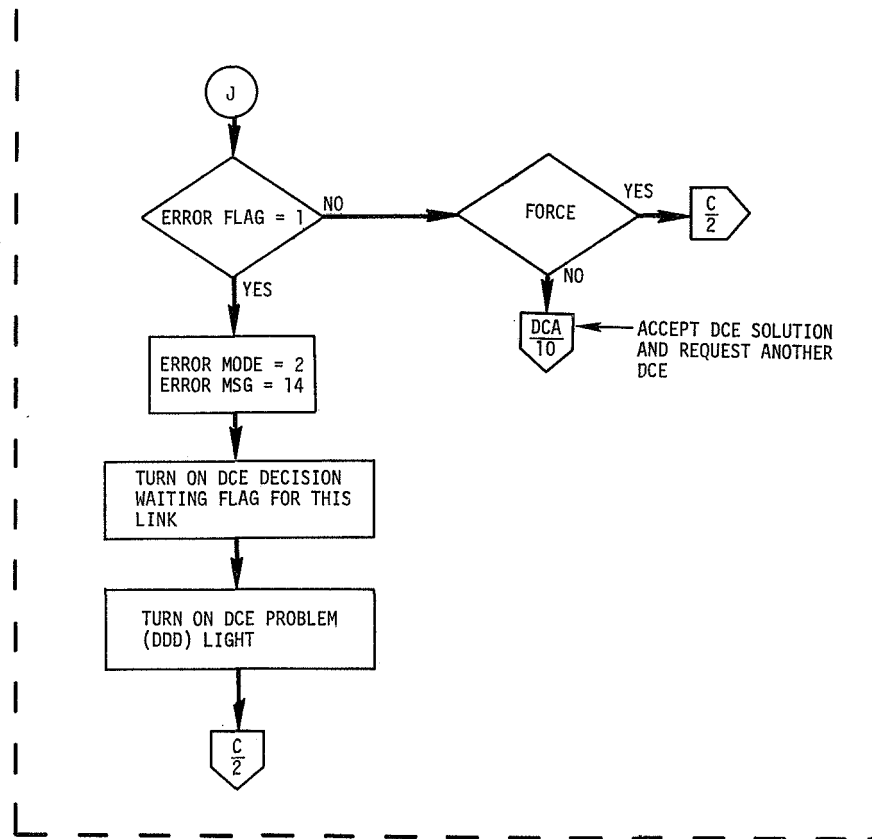 J
ERROR FLAG = 1
NO
FORCE
YES
C
2
YES
NO
DCA
10
ACCEPT DCE SOLUTION
AND REQUEST ANOTHER
DCE
ERROR MODE = 2
ERROR MSG = 14
TURN ON DCE DECISION
WAITING FLAG FOR THIS
LINK
TURN ON DCE PROBLEM
(DDD) LIGHT
C
2